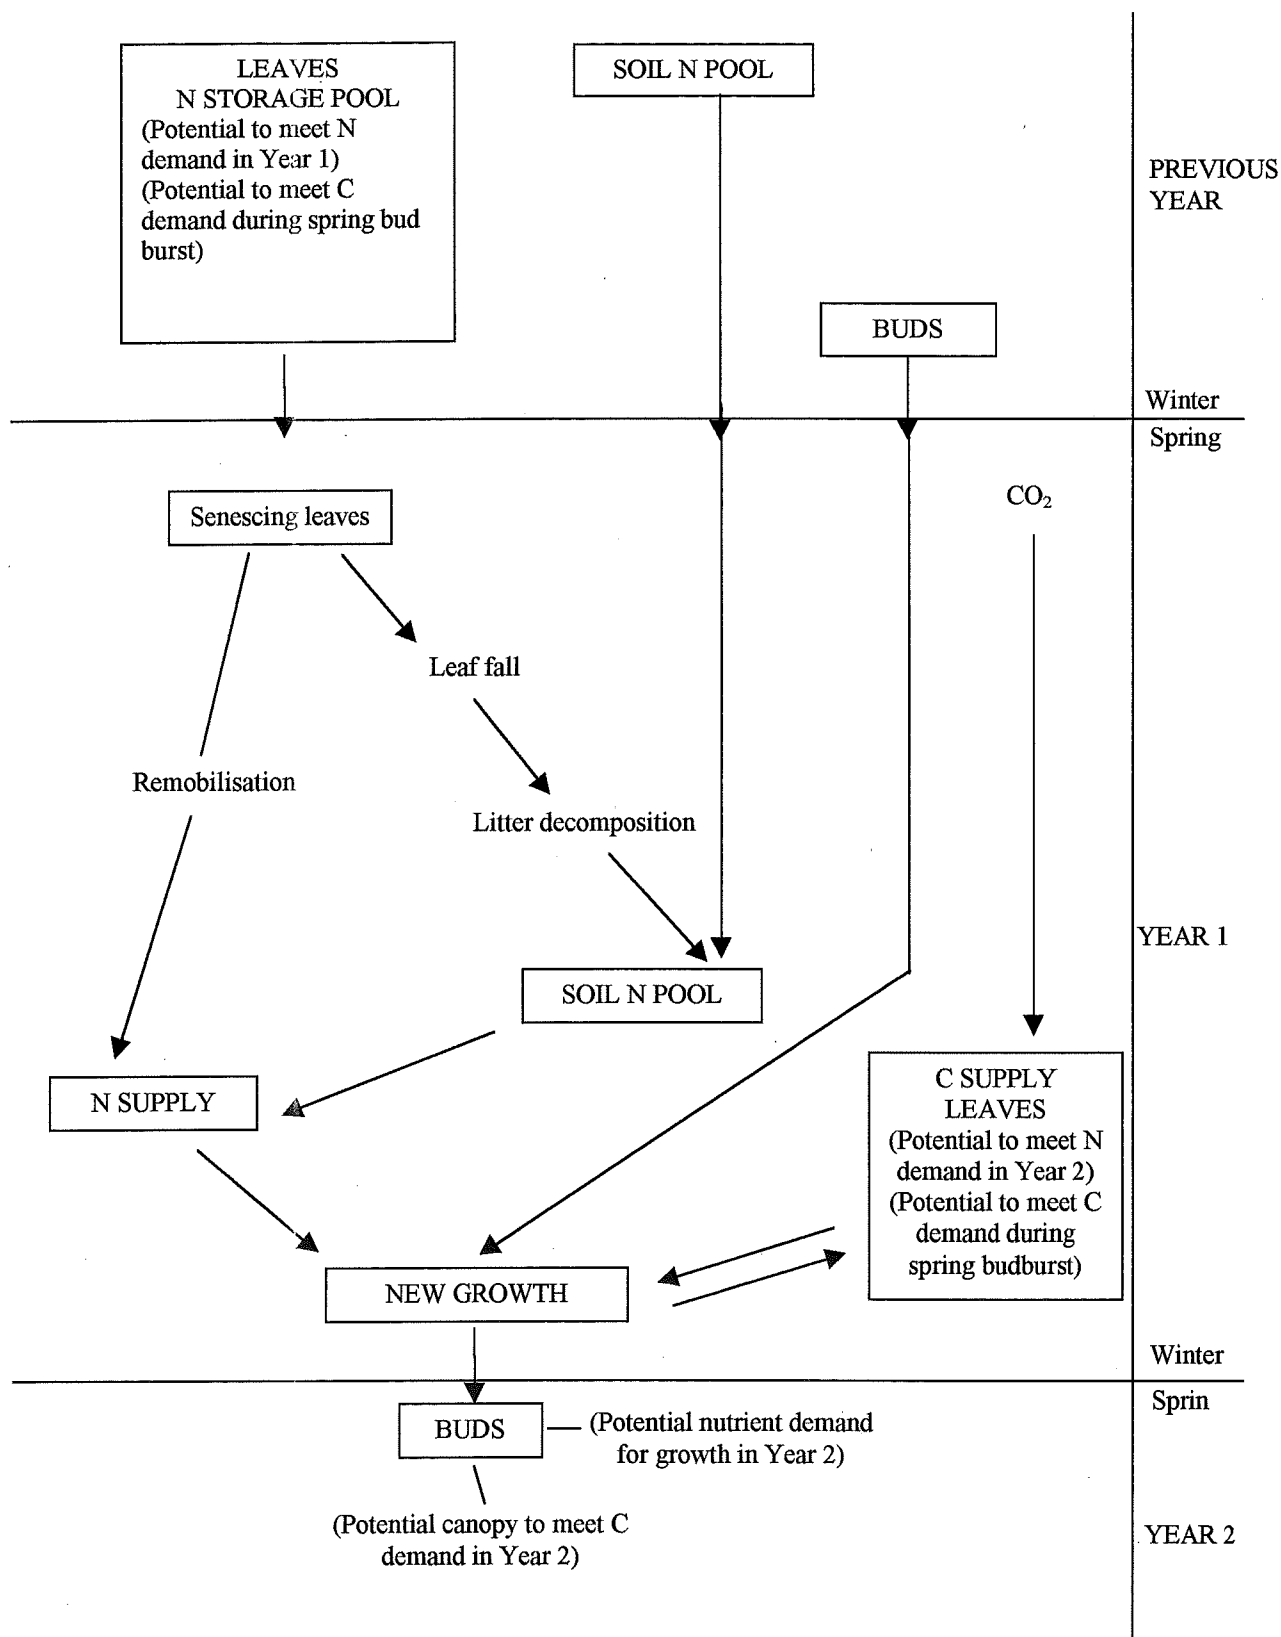 LEAVES
N STORAGE POOL
(Potential to meet N
demand in Year 1)
(Potential to meet C
demand during spring bud
burst)
SOIL N POOL
PREVIOUS
YEAR
BUDS
Winter
Spring
CO₂
Senescing leaves
Leaf fall
Remobilisation
Litter decomposition
YEAR 1
SOIL N POOL
N SUPPLY
C SUPPLY
LEAVES
(Potential to meet N
demand in Year 2)
(Potential to meet C
demand during
spring budburst)
NEW GROWTH
Winter
Sprin
BUDS
(Potential nutrient demand
for growth in Year 2)
(Potential canopy to meet C
demand in Year 2)
YEAR 2